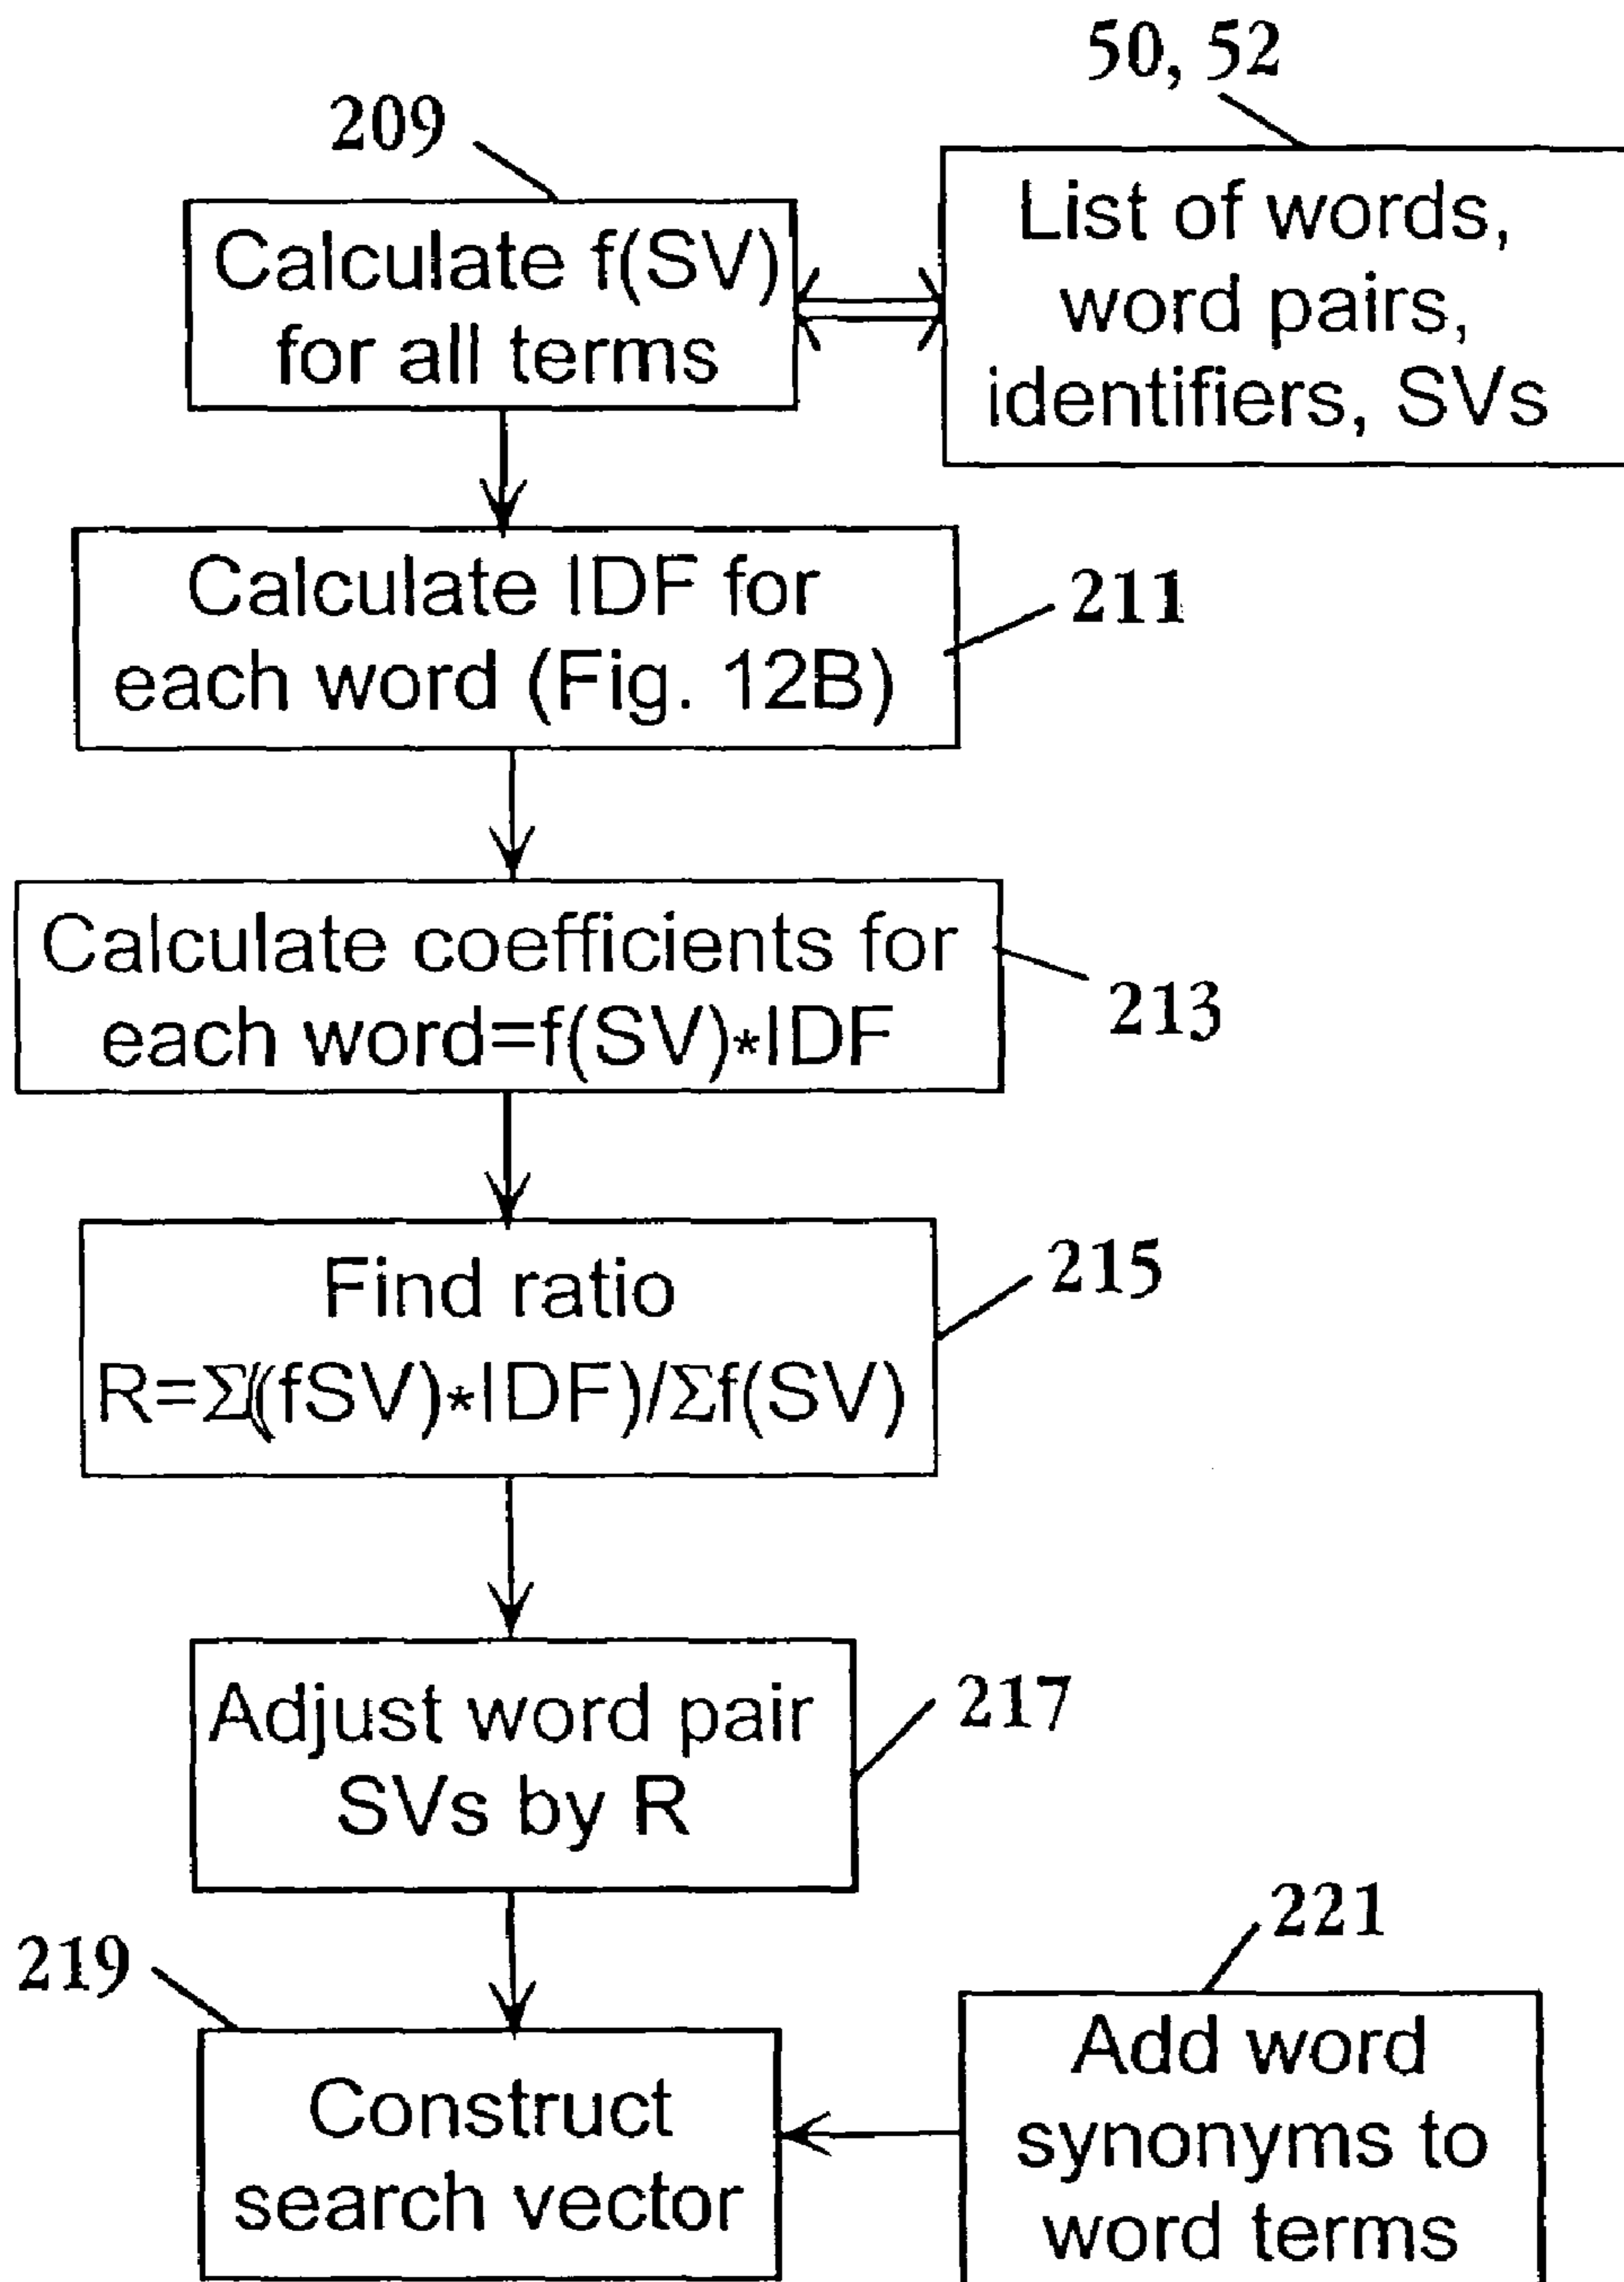 50, 52
209
List of words,
word pairs,
identifiers, SVs
Calculate f(SV)
for all terms
Calculate IDF for
each word (Fig. 12B)
211
Calculate coefficients for
each word=f(SV)*IDF
213
Find ratio
R=Σ((fSV)*IDF)/Σf(SV)
215
Adjust word pair
SVs by R
217
221
219
Add word
synonyms to
word terms
Construct
search vector